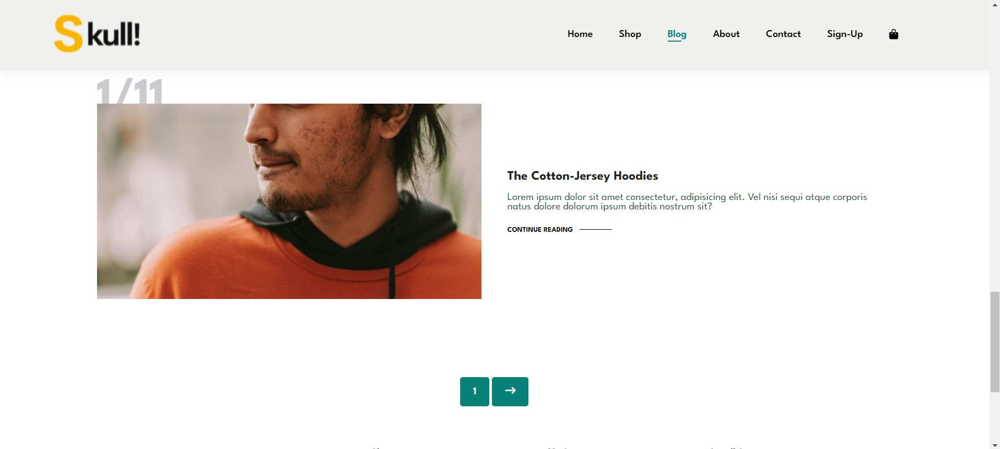 Skull!
Home Shop Blog About Contact Sign-Up
1/11
The Cotton-Jersey Hoodies
Lorem ipsum dolor sit amet consectetur, adipisicing elit. Vel nisi sequi atque corporis
natus dolore dolorum ipsum debitis nostrum sit?
CONTINUE READING
1 →